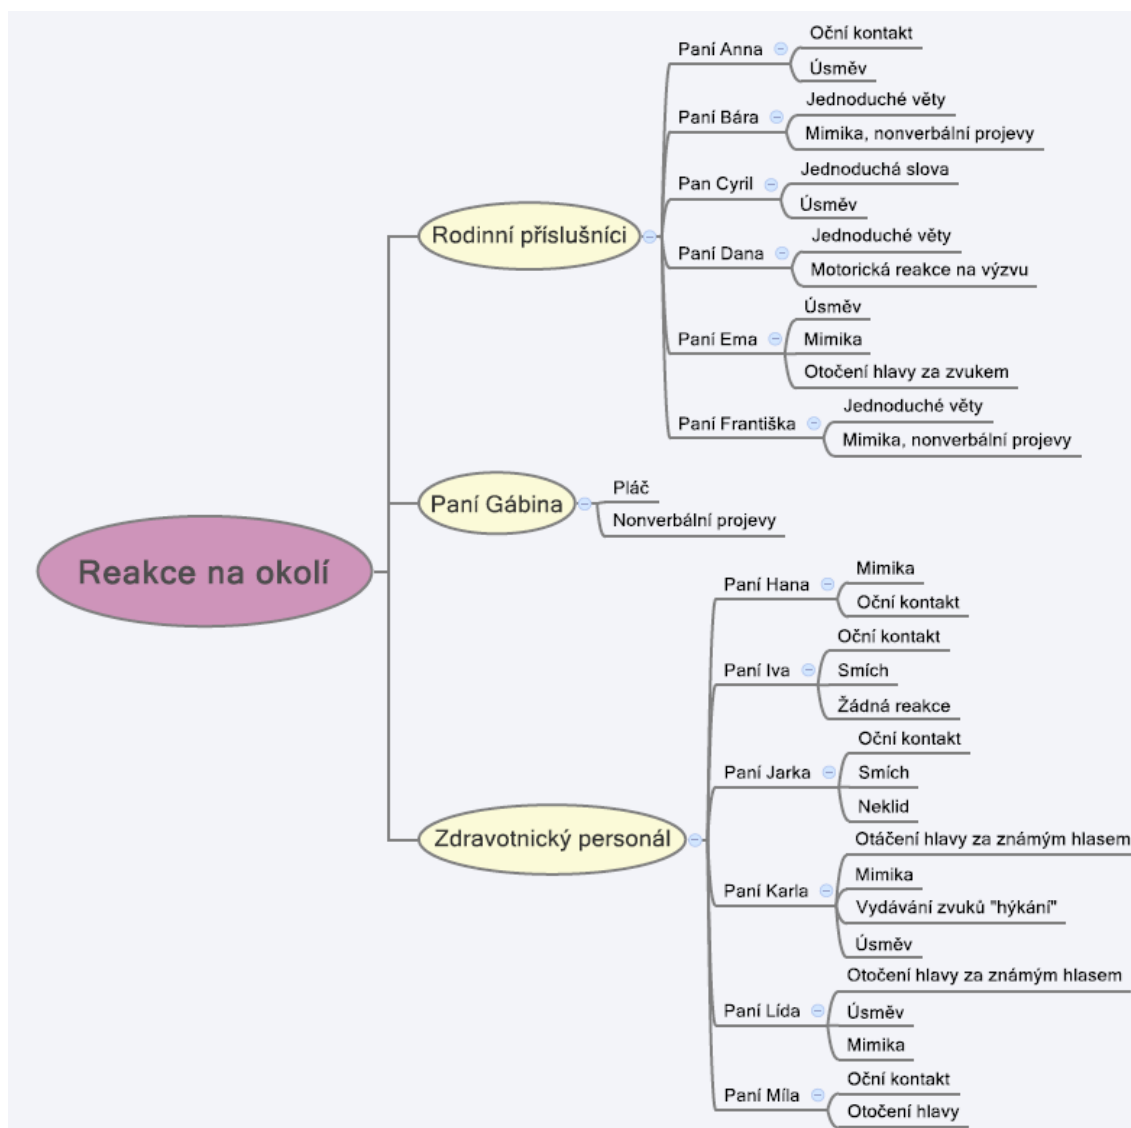 Reakce na okolí
Rodinní příslušníci
Paní Anna
Oční kontakt
Úsměv
Paní Bára
Jednoduché věty
Mimika, nonverbální projevy
Pan Cyril
Jednoduchá slova
Úsměv
Paní Dana
Jednoduché věty
Motorická reakce na výzvu
Paní Ema
Úsměv
Mimika
Otočení hlavy za zvukem
Paní Františka
Jednoduché věty
Mimika, nonverbální projevy
Paní Gábina
Pláč
Nonverbální projevy
Zdravotnický personál
Paní Hana
Mimika
Oční kontakt
Paní Iva
Oční kontakt
Smích
Žádná reakce
Paní Jarka
Oční kontakt
Smích
Neklid
Paní Karla
Otáčení hlavy za známým hlasem
Mimika
Vydávání zvuků "hýkání"
Úsměv
Paní Lída
Otočení hlavy za známým hlasem
Úsměv
Mimika
Paní Míla
Oční kontakt
Otočení hlavy